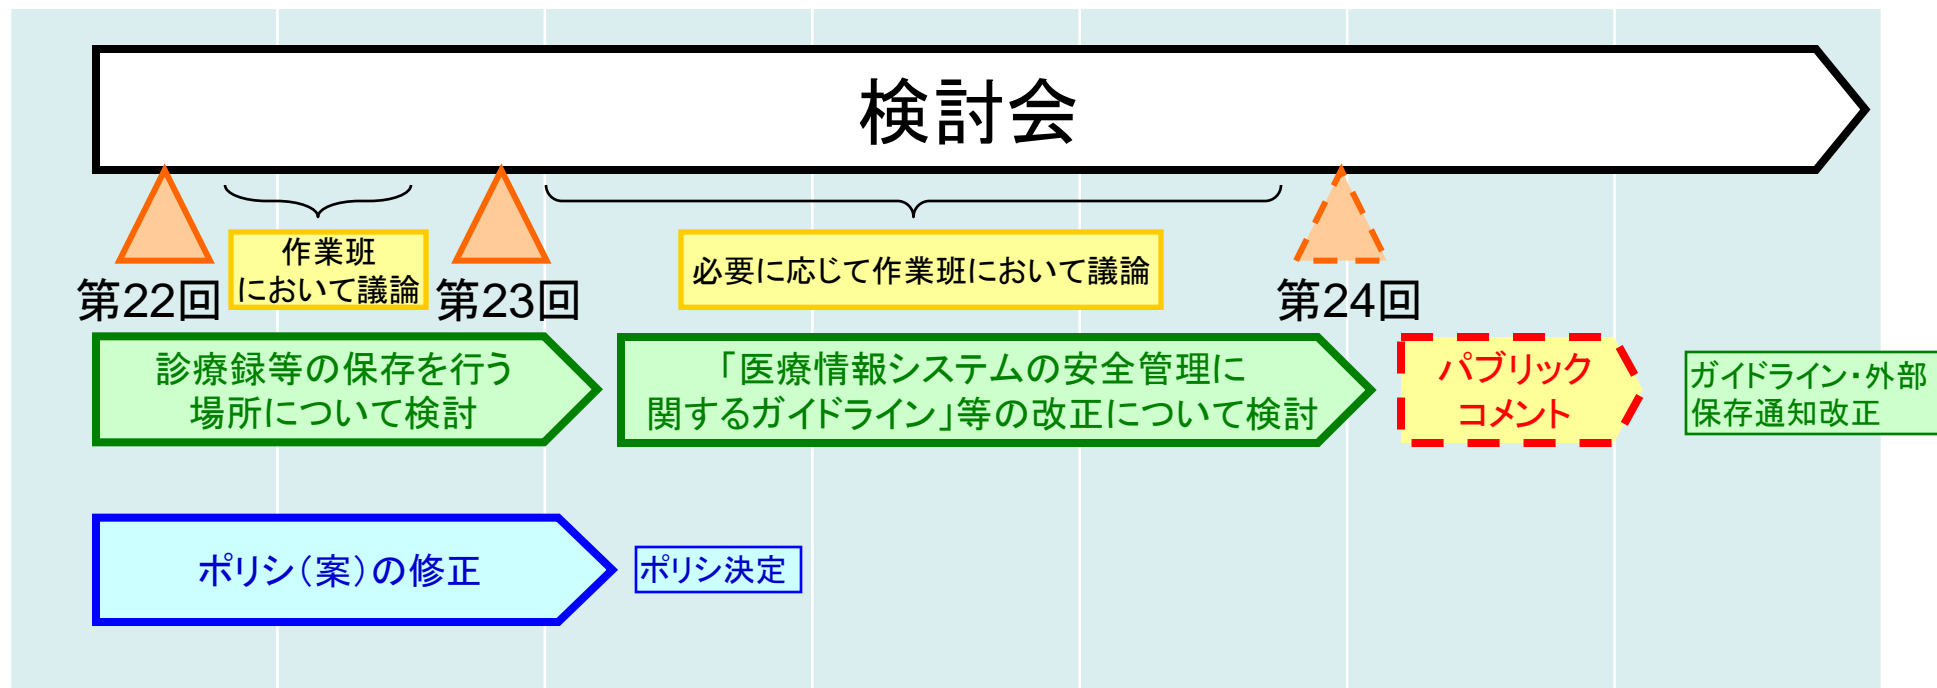 検討会
作業班
において議論
必要に応じて作業班において議論
第22回
第23回
第24回
診療録等の保存を行う
場所について検討
「医療情報システムの安全管理に
関するガイドライン」等の改正について検討
パブリック
コメント
ガイドライン・外部
保存通知改正
ポリシ（案）の修正
ポリシ決定